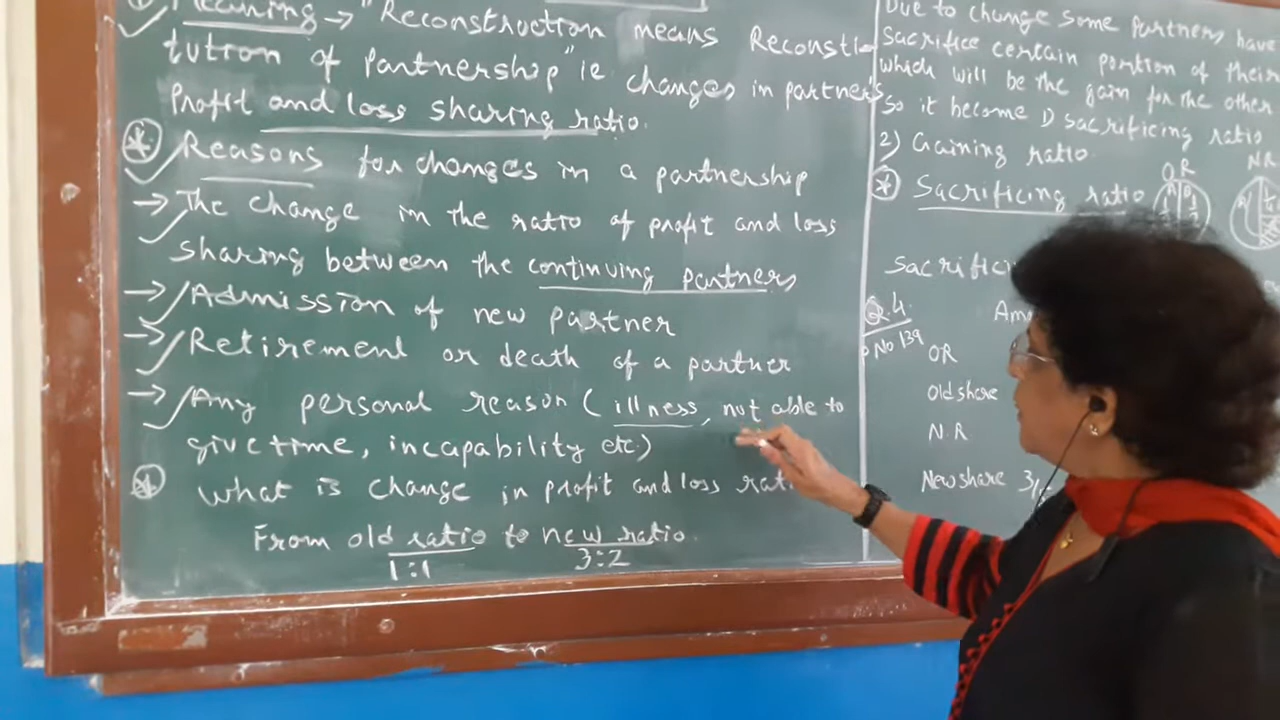 Meaning → "Reconstruction means Reconsti-
tution of Partnership" ie changes in partner's
Profit and loss sharing ratio.
Reasons for changes in a partnership
→ The change in the ratio of profit and loss
sharing between the continuing partners
→ Admission of new partner
→ Retirement or death of a partner
→ Any personal reason (illness, not able to
give time, incapability etc.)
What is change in profit and loss
From old ratio to new ratio.
1:1 3:2
Due to change some partners have
Sacrifice certain portion of their
which will be the gain for the other
So it become 1) sacrificing ratio
2) Gaining ratio.
OR NR
Sacrificing ratio
Q.4.
No 139
OR
Old share
N.R
New share